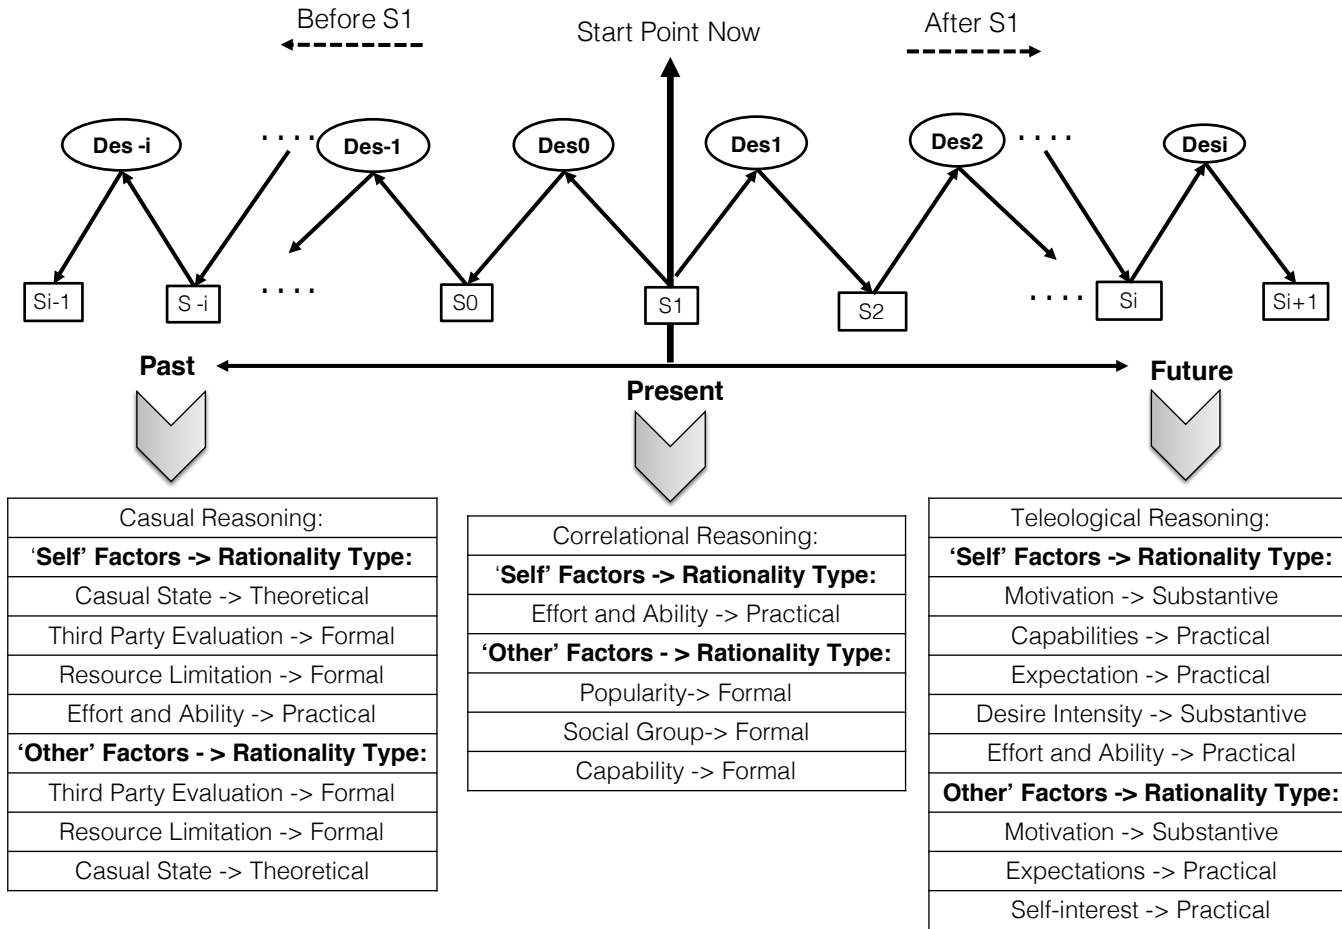 Before S1
Start Point Now
After S1
Des -i
. . . .
Des-1
Des0
Des1
Des2
. . . .
Desi
Si-1
S -i
. . . .
S0
S1
S2
. . . .
Si
Si+1
Past
Present
Future
Casual Reasoning:
‘Self’ Factors -> Rationality Type:
Casual State -> Theoretical
Third Party Evaluation -> Formal
Resource Limitation -> Formal
Effort and Ability -> Practical
‘Other’ Factors - > Rationality Type:
Third Party Evaluation -> Formal
Resource Limitation -> Formal
Casual State -> Theoretical
Correlational Reasoning:
‘Self’ Factors -> Rationality Type:
Effort and Ability -> Practical
‘Other’ Factors - > Rationality Type:
Popularity-> Formal
Social Group-> Formal
Capability -> Formal
Teleological Reasoning:
‘Self’ Factors -> Rationality Type:
Motivation -> Substantive
Capabilities -> Practical
Expectation -> Practical
Desire Intensity -> Substantive
Effort and Ability -> Practical
Other’ Factors -> Rationality Type:
Motivation -> Substantive
Expectations -> Practical
Self-interest -> Practical